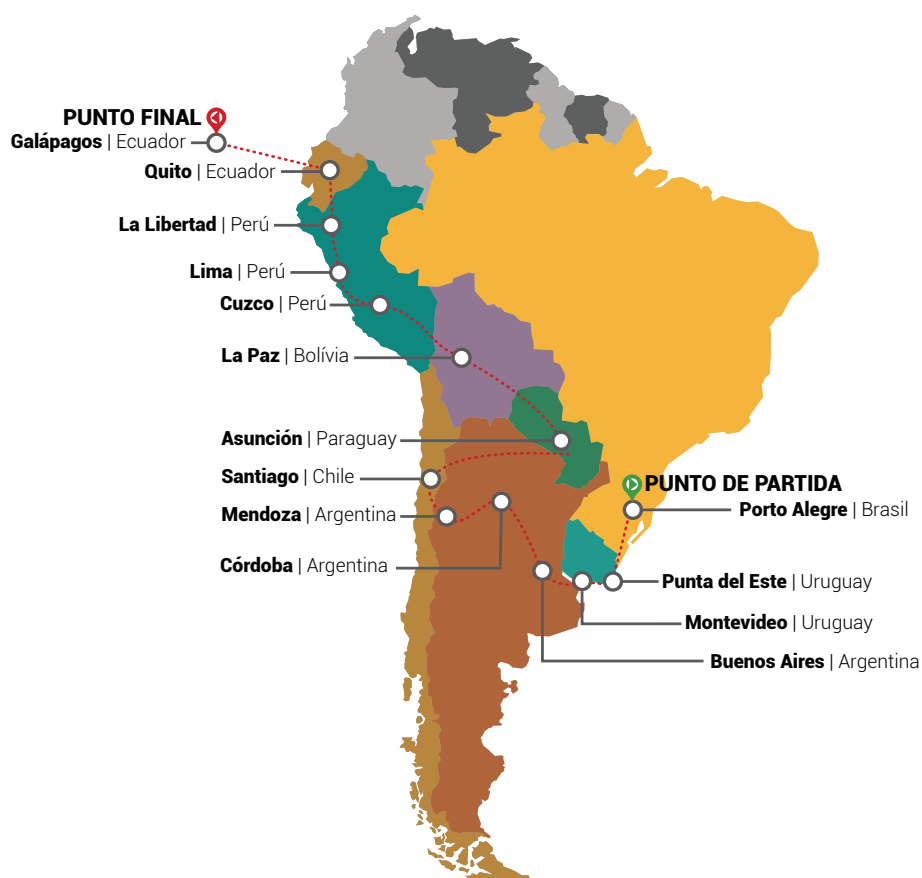 PUNTO FINAL
Galápagos | Ecuador
Quito | Ecuador
La Libertad | Perú
Lima | Perú
Cuzco | Perú
La Paz | Bolívia
Asunción | Paraguay
Santiago | Chile
Mendoza | Argentina
Córdoba | Argentina
PUNTO DE PARTIDA
Porto Alegre | Brasil
Punta del Este | Uruguay
Montevideo | Uruguay
Buenos Aires | Argentina